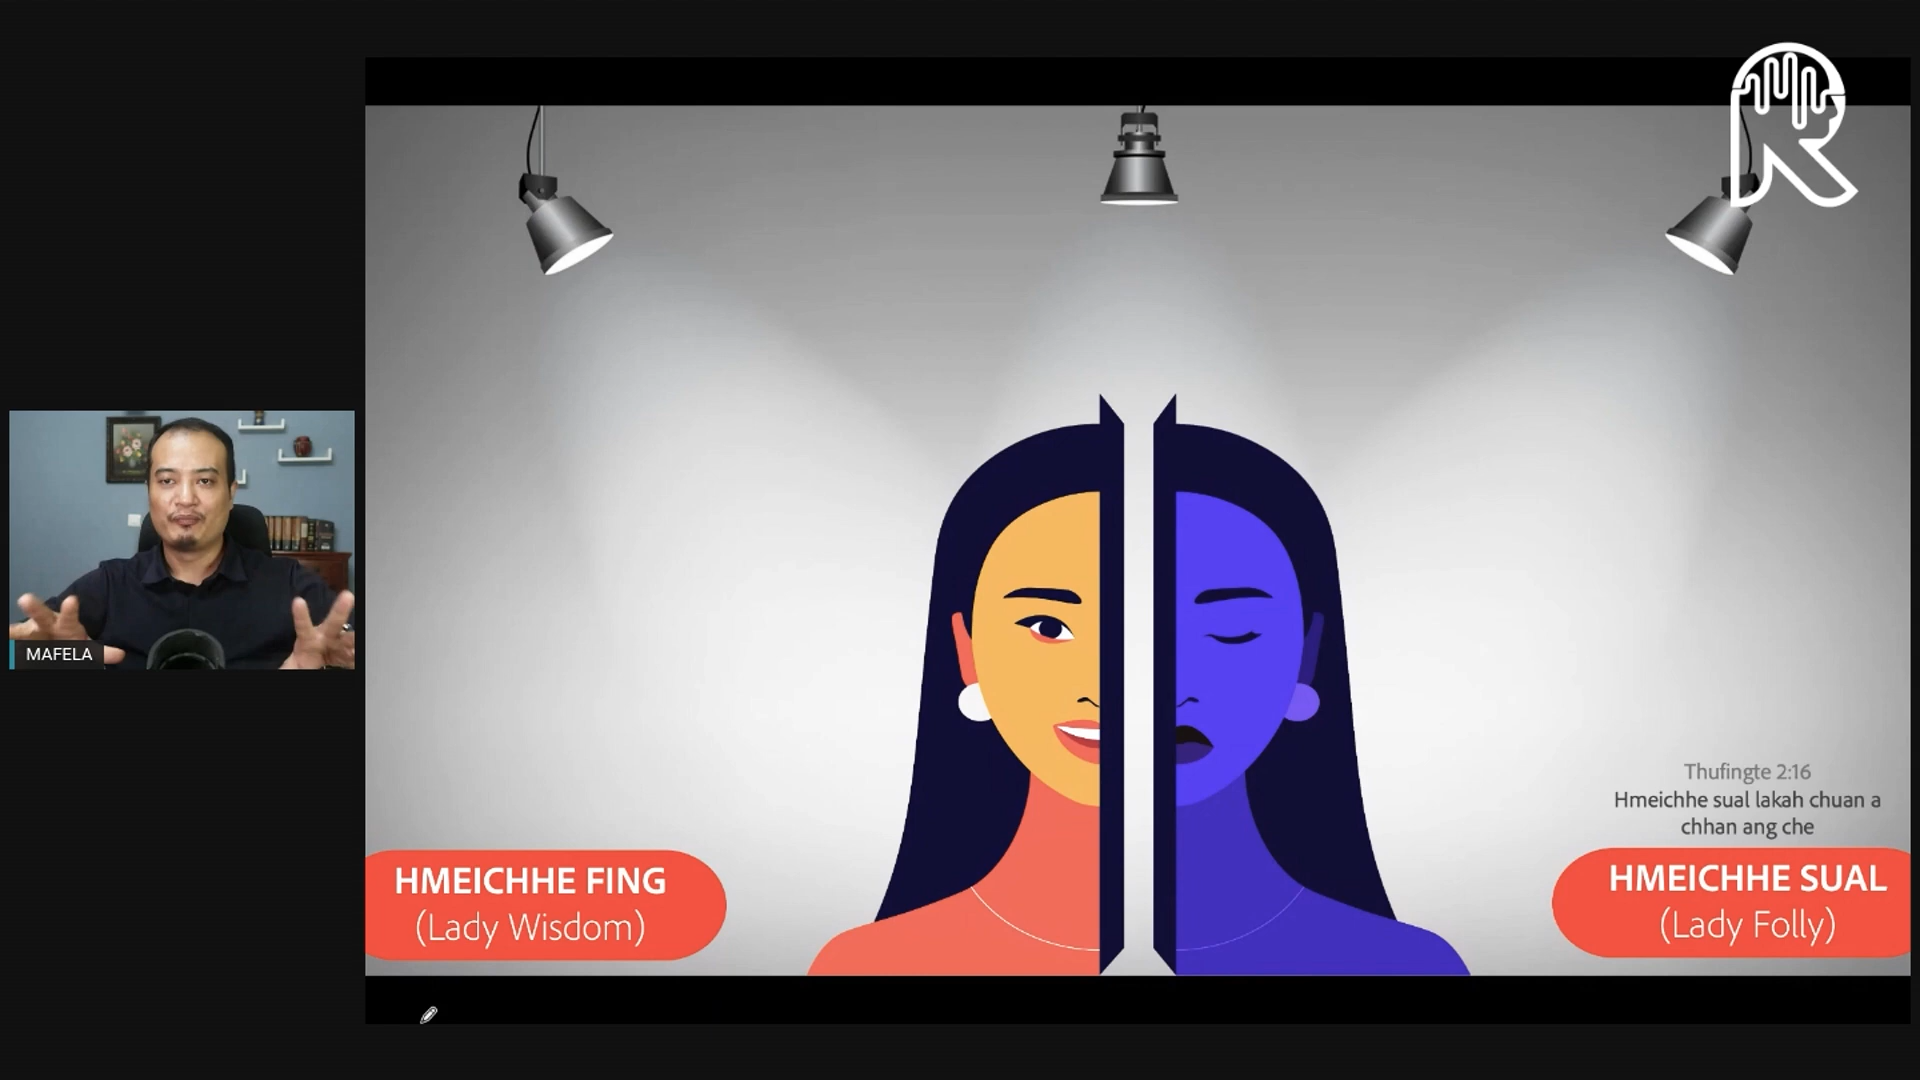 MAFELA
HMEICHHE FING
(Lady Wisdom)
Thufingte 2:16
Hmeichhe sual lakah chuan a
chhan ang che
HMEICHHE SUAL
(Lady Folly)